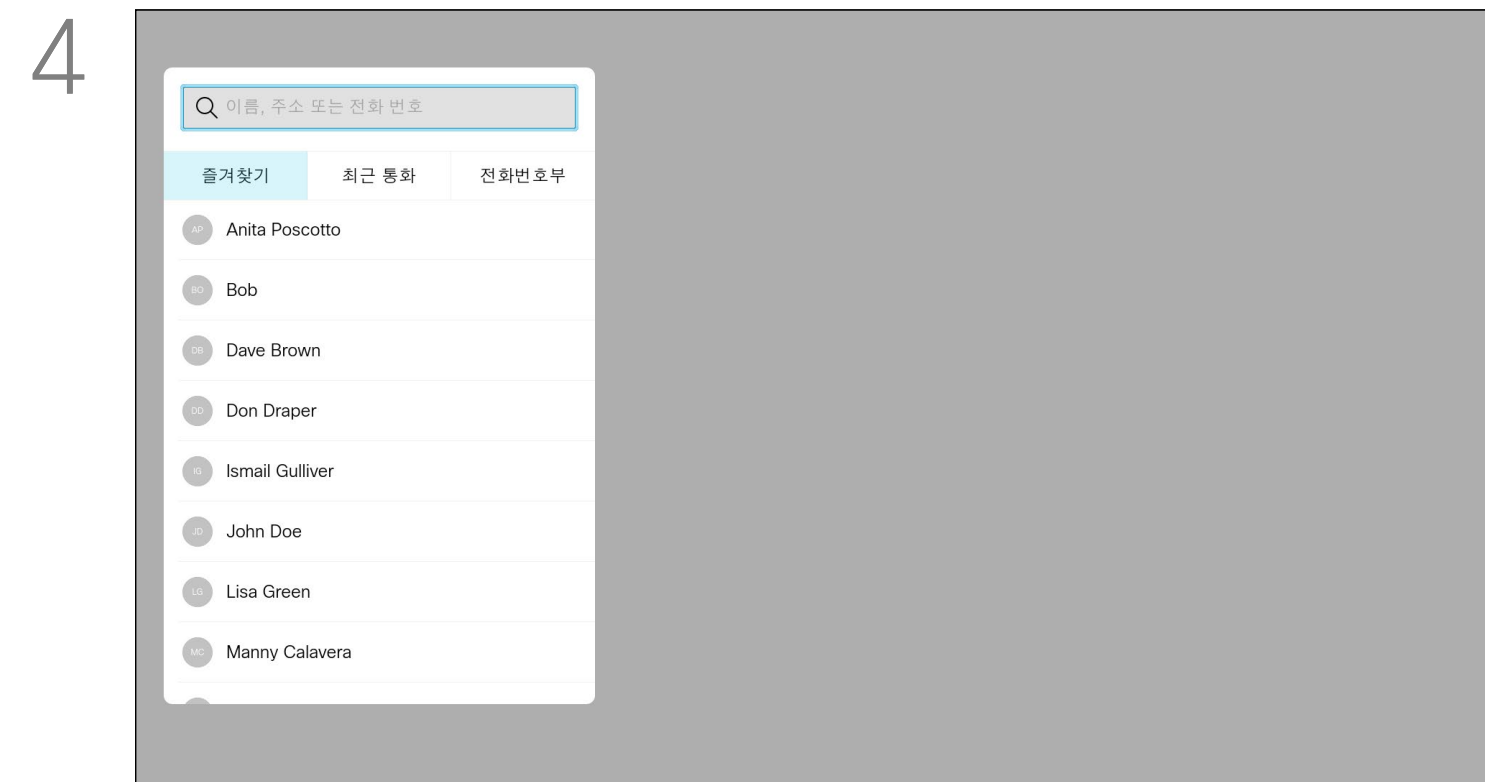 4
이름, 주소 또는 전화 번호
즐겨찾기 최근 통화 전화번호부
AP Anita Poscotto
BO Bob
DB Dave Brown
DD Don Draper
IG Ismail Gulliver
JD John Doe
LG Lisa Green
MC Manny Calavera